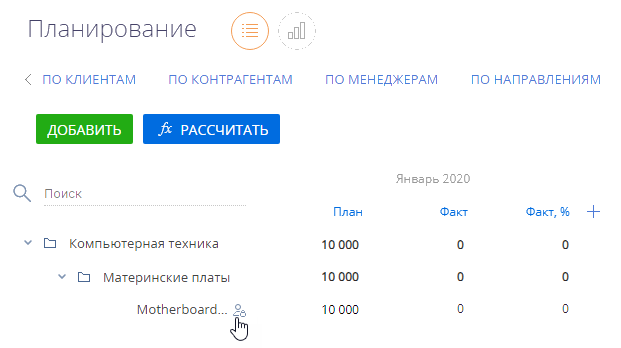 Планирование
ПО КЛИЕНТАМ ПО КОНТРАГЕНТАМ ПО МЕНЕДЖЕРАМ ПО НАПРАВЛЕНИЯМ
ДОБАВИТЬ fx РАССЧИТАТЬ
Январь 2020
Поиск
План Факт Факт, %
Компьютерная техника 10 000 0 0
Материнские платы 10 000 0 0
Motherboard... 10 000 0 0